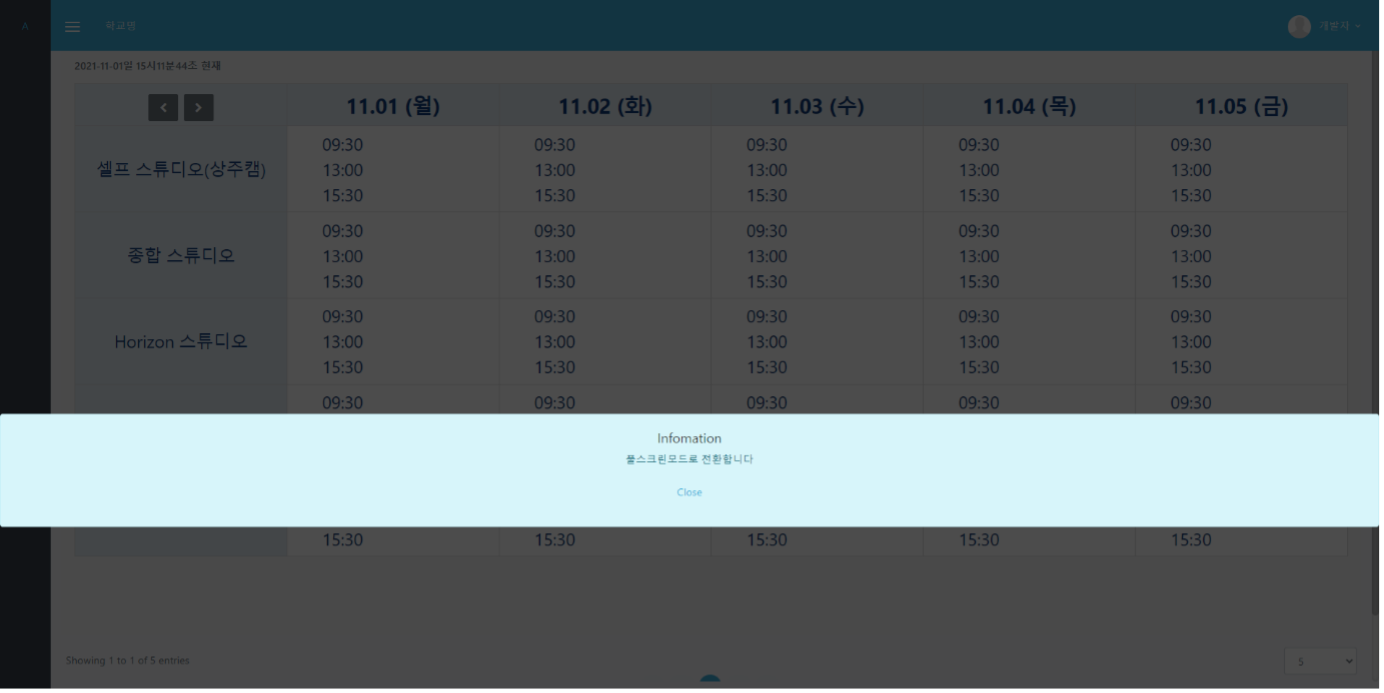 A
학교명
개발자
2021-11-01일 15시11분44초 현재
11.01 (월) 11.02 (화) 11.03 (수) 11.04 (목) 11.05 (금)
셀프 스튜디오(상주캠)
09:30 09:30 09:30 09:30 09:30
13:00 13:00 13:00 13:00 13:00
15:30 15:30 15:30 15:30 15:30
종합 스튜디오
09:30 09:30 09:30 09:30 09:30
13:00 13:00 13:00 13:00 13:00
15:30 15:30 15:30 15:30 15:30
Horizon 스튜디오
09:30 09:30 09:30 09:30 09:30
13:00 13:00 13:00 13:00 13:00
15:30 15:30 15:30 15:30 15:30
09:30 09:30 09:30 09:30 09:30
Infomation
풀스크린모드로 전환합니다
Close
15:30 15:30 15:30 15:30 15:30
Showing 1 to 1 of 5 entries
5